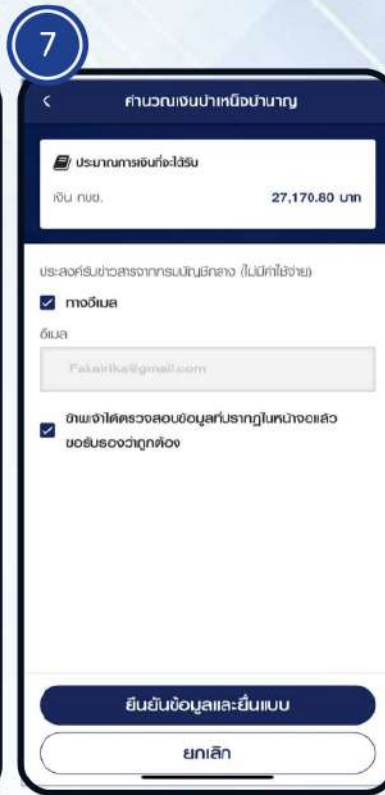 7
คำนวณเงินบำเหน็จบำนาญ
ประมาณการเงินที่จะได้รับ
เงิน กบข. 27,170.80 บาท
ประสงค์รับข่าวสารจากกรมบัญชีกลาง (ไม่มีค่าใช้จ่าย)
ทางอีเมล
อีเมล
ข้าพเจ้าได้ตรวจสอบข้อมูลที่ปรากฏในหน้าจอแล้ว
ขอรับรองว่าถูกต้อง
ยืนยันข้อมูลและยื่นแบบ
ยกเลิก